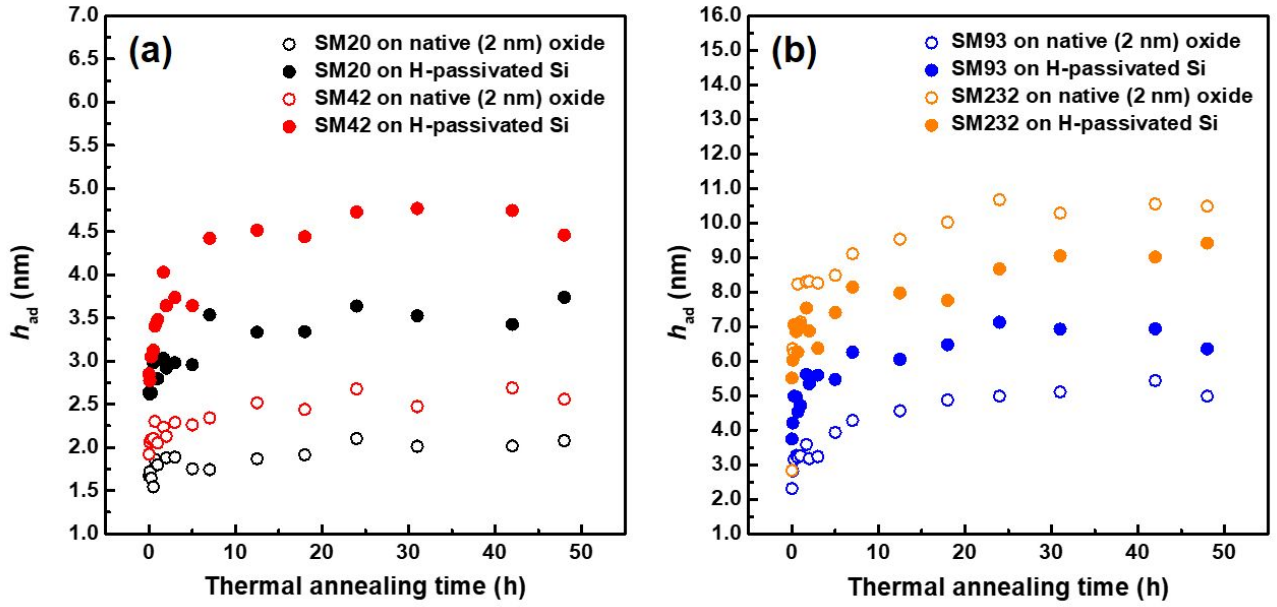 (a)
SM20 on native (2 nm) oxide
SM20 on H-passivated Si
SM42 on native (2 nm) oxide
SM42 on H-passivated Si
7.0
6.5
6.0
5.5
5.0
4.5
4.0
3.5
3.0
2.5
2.0
1.5
1.0
had (nm)
0 10 20 30 40 50
Thermal annealing time (h)
(b)
SM93 on native (2 nm) oxide
SM93 on H-passivated Si
SM232 on native (2 nm) oxide
SM232 on H-passivated Si
16.0
15.0
14.0
13.0
12.0
11.0
10.0
9.0
8.0
7.0
6.0
5.0
4.0
3.0
2.0
1.0
had (nm)
0 10 20 30 40 50
Thermal annealing time (h)